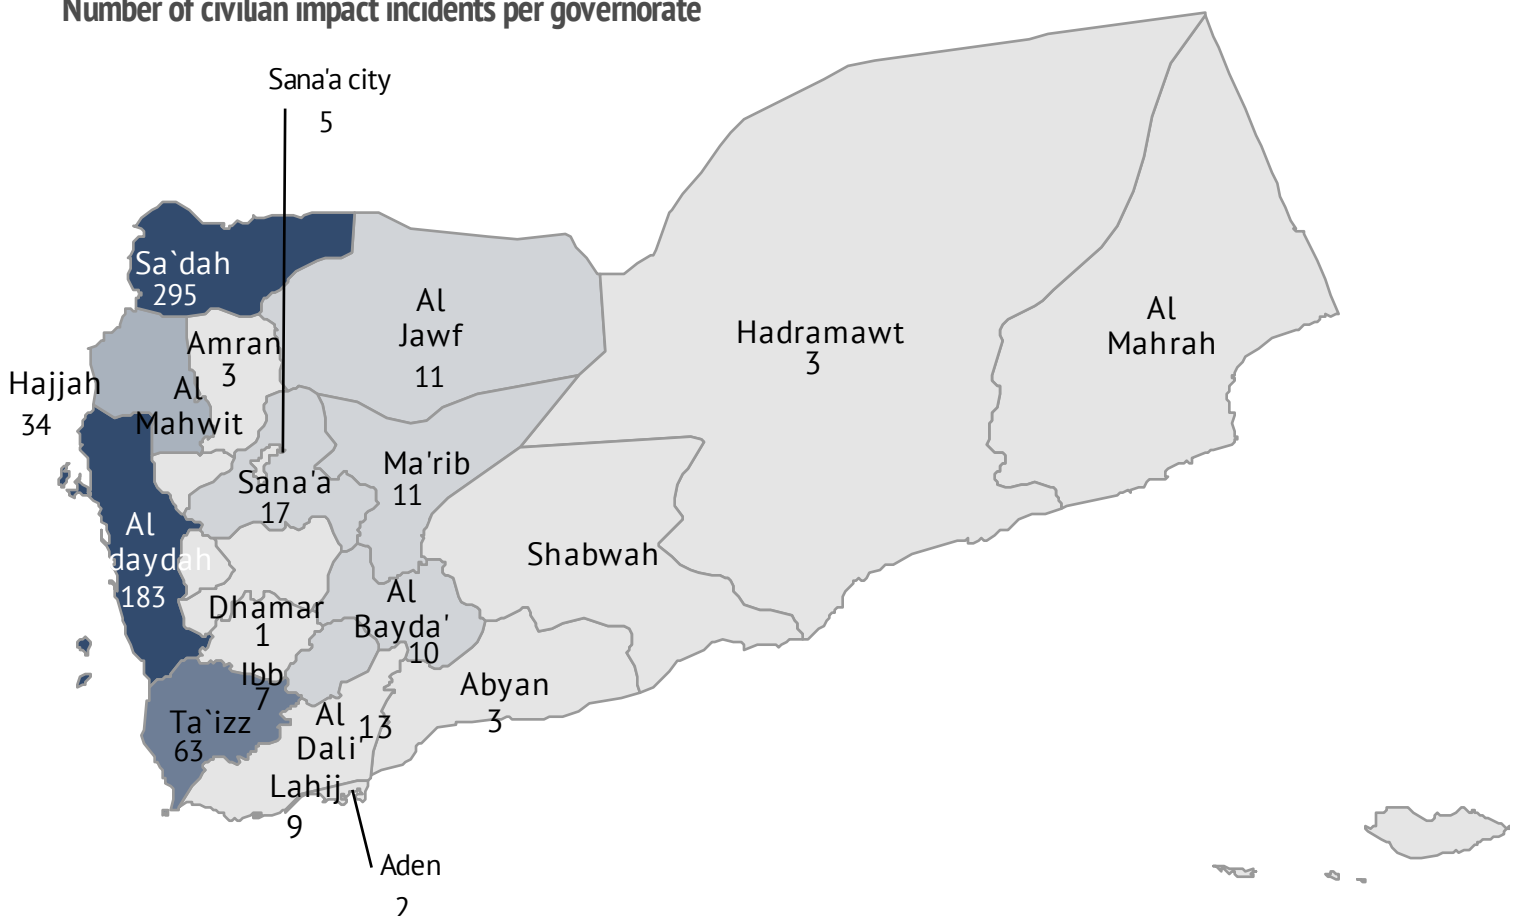 Number of civilian impact incidents per governorate
Sana'a city
5
Sa`dah
295
Al
Jawf
11
Amran
3
Hajjah
34
Al
Mahwit
Hadramawt
3
Al
Mahrah
Ma'rib
11
Sana'a
17
Al
daydah
183
Shabwah
Dhamar
1
Al
Bayda'
10
Ibb
7
Abyan
3
Ta`izz
63
Al
Dali'
13
Lahij
9
Aden
2